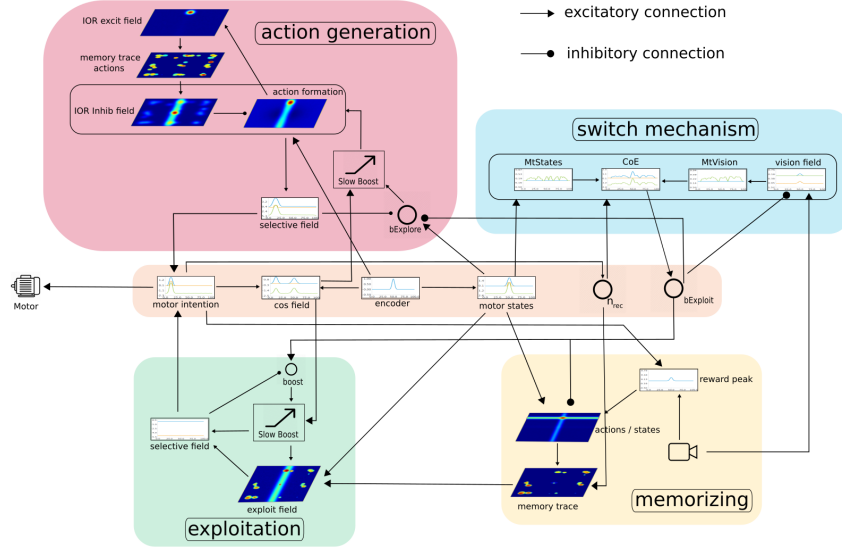 IOR excit field
action generation
excitatory connection
inhibitory connection
memory trace
actions
action formation
IOR Inhib field
switch mechanism
MtStates
CoE
MtVision
vision field
Slow Boost
selective field
bExplore
Motor
motor intention
cos field
encoder
motor states
n rec
bExploit
boost
reward peak
Slow Boost
selective field
actions / states
exploit field
memory trace
exploitation
memorizing